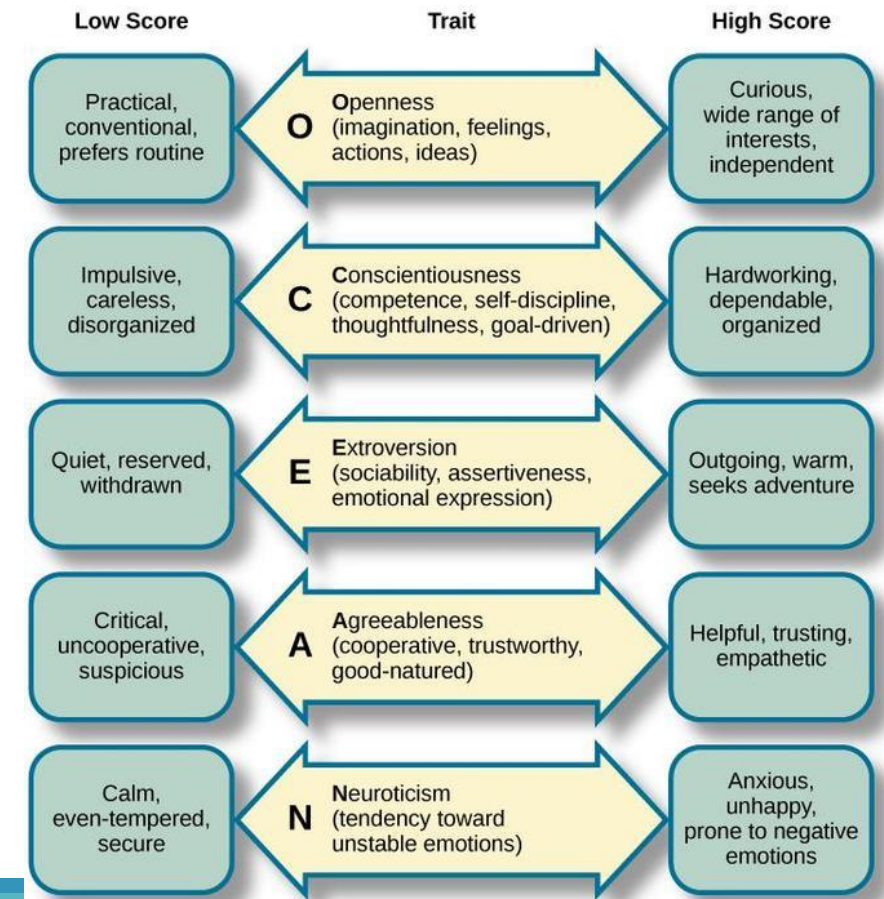 Low Score
Trait
High Score
Practical,
conventional,
prefers routine
O
Openness
(imagination, feelings,
actions, ideas)
Curious,
wide range of
interests,
independent
Impulsive,
careless,
disorganized
C
Conscientiousness
(competence, self-discipline,
thoughtfulness, goal-driven)
Hardworking,
dependable,
organized
Quiet, reserved,
withdrawn
E
Extroversion
(sociability, assertiveness,
emotional expression)
Outgoing, warm,
seeks adventure
Critical,
uncooperative,
suspicious
A
Agreeableness
(cooperative, trustworthy,
good-natured)
Helpful, trusting,
empathetic
Calm,
even-tempered,
secure
N
Neuroticism
(tendency toward
unstable emotions)
Anxious,
unhappy,
prone to negative
emotions